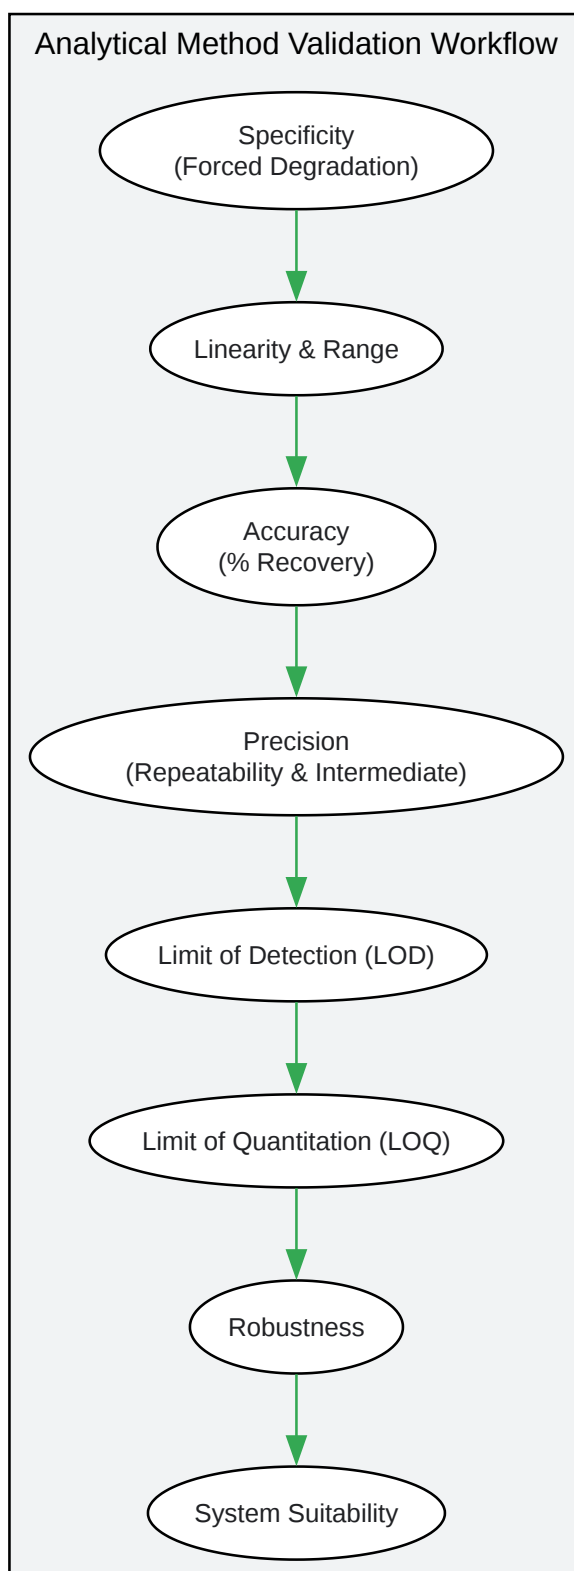 Analytical Method Validation Workflow
Specificity
(Forced Degradation)
Linearity & Range
Accuracy
(% Recovery)
Precision
(Repeatability & Intermediate)
Limit of Detection (LOD)
Limit of Quantitation (LOQ)
Robustness
System Suitability